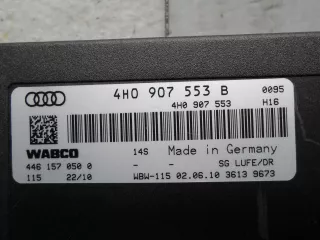 4H0 907 553 B
0095
4H0 907 553
H16
WABCO
14S
Made in Germany
446 157 050 0
-
-
SG LUFE/DR
115
22/10
WBW-115 02.06.10 3613 9673